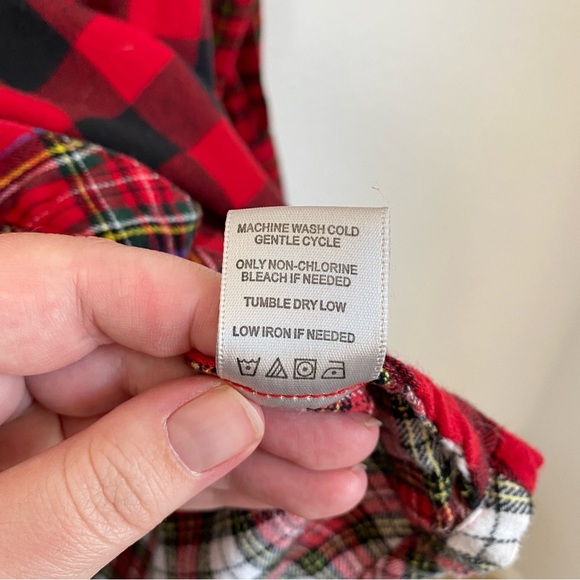 MACHINE WASH COLD
GENTLE CYCLE
ONLY NON-CHLORINE
BLEACH IF NEEDED
TUMBLE DRY LOW
LOW IRON IF NEEDED